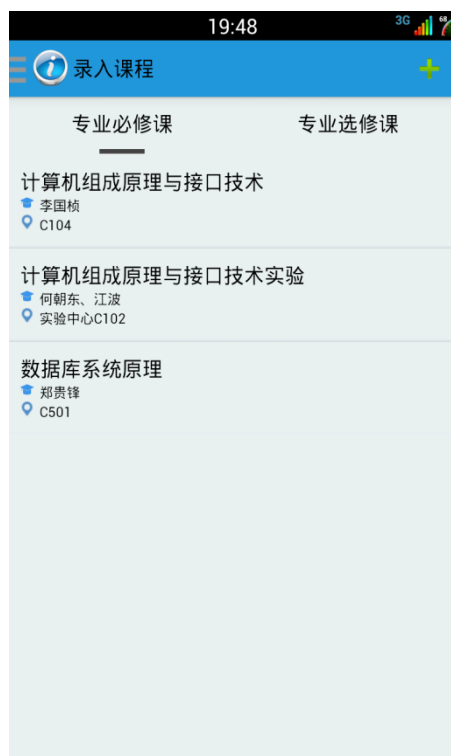 19:48
3G
68
录入课程
专业必修课
专业选修课
计算机组成原理与接口技术
李国桢
C104
计算机组成原理与接口技术实验
何朝东、江波
实验中心C102
数据库系统原理
郑贵锋
C501